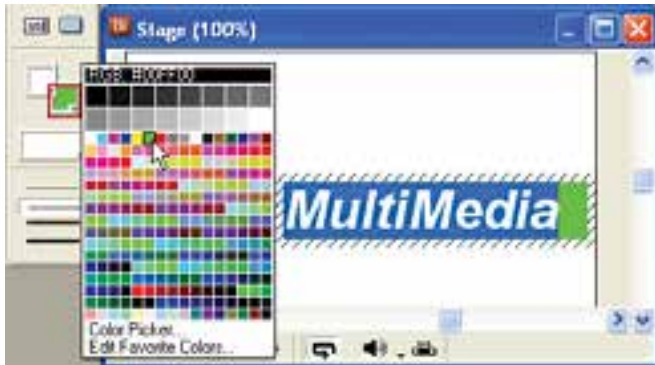 Stage (100%)
RGB #00FF00
MultiMedia
Color Picker...
Edit Favorite Colors...